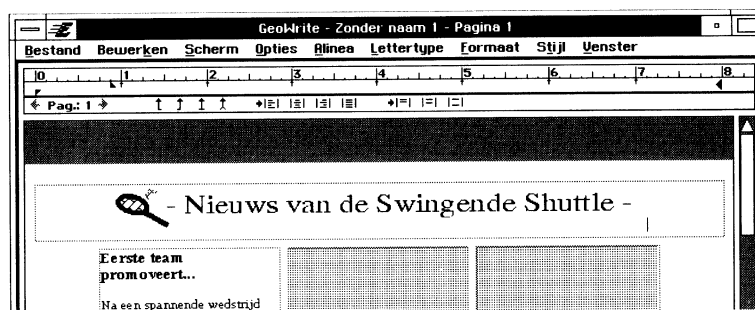 GeoWrite - Zonder naam 1 - Pagina 1
Bestand Bewerken Scherm Opties Alinea Lettertype Formaat Stijl Venster
0 1 2 3 4 5 6 7 8
Pag.: 1
- Nieuws van de Swingende Shuttle -
Eerste team
promoveert...
Na een spannende wedstrijd